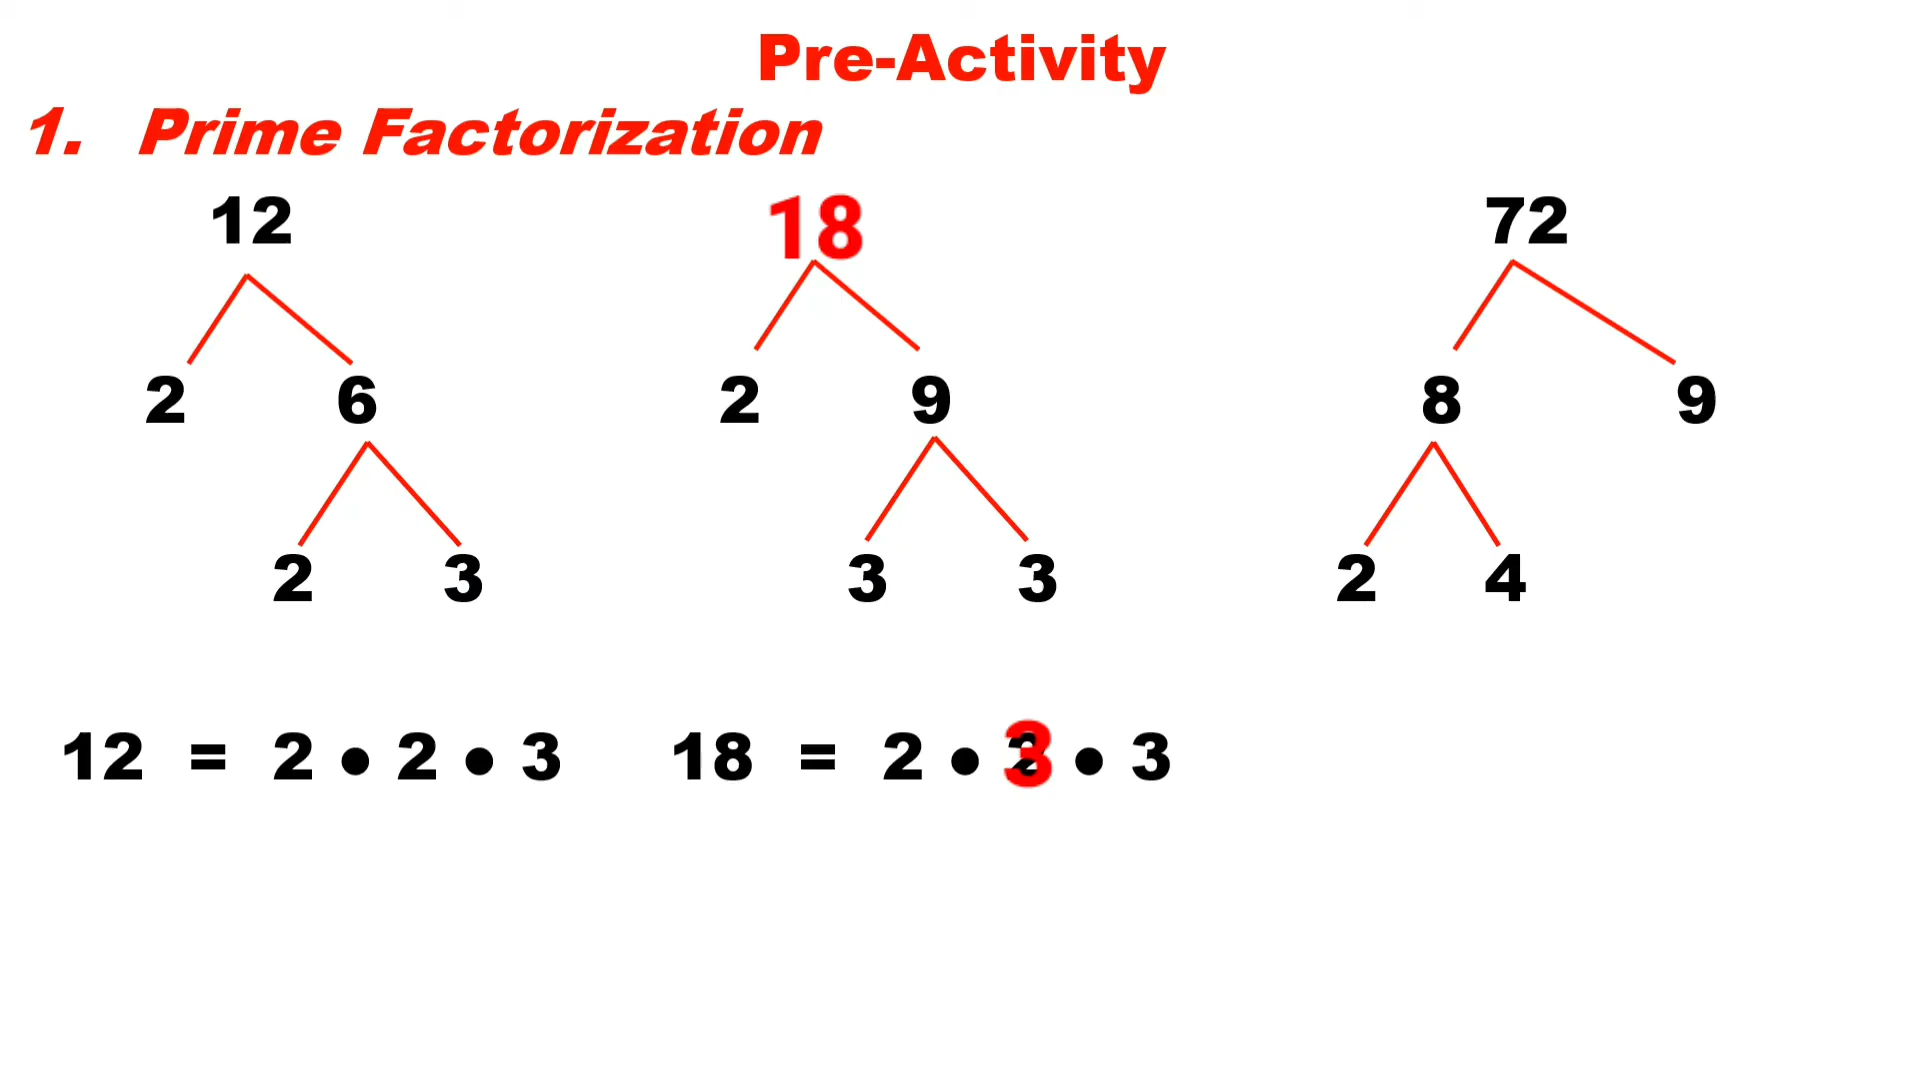 Pre-Activity
1. Prime Factorization
12 18 72
2 6 2 9 8 9
2 3 3 3 2 4
12 = 2 • 2 • 3 18 = 2 • 3 • 3